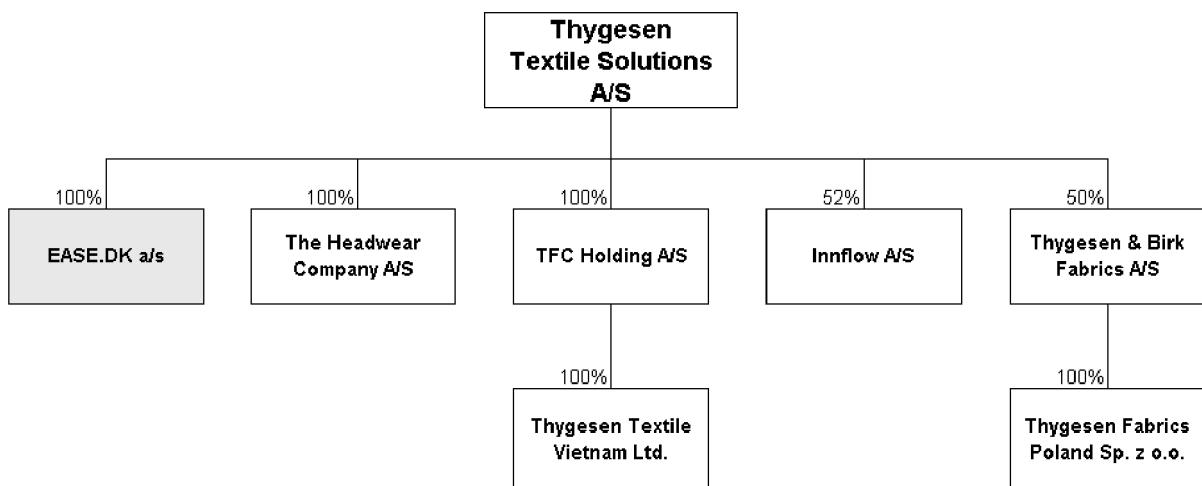 Thygesen
Textile Solutions
A/S
100%
100%
100%
52%
50%
EASE.DK a/s
The Headwear
Company A/S
TFC Holding A/S
Innflow A/S
Thygesen & Birk
Fabrics A/S
100%
100%
Thygesen Textile
Vietnam Ltd.
Thygesen Fabrics
Poland Sp. z o.o.